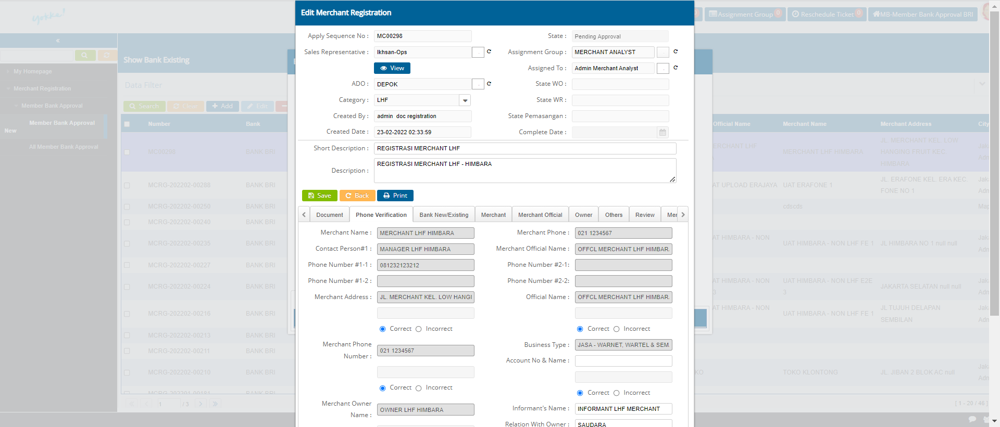 yokke!
Edit Merchant Registration
Assignment Group 0
Reschedule Ticket 0
MB-Member Bank Approval BRI
My Homepage
Merchant Registration
Member Bank Approval
Member Bank Approval
New
All Member Bank Approval
Show Bank Existing
Data Filter
Search Clear Add Edit
Number Bank Official Name Merchant Name Merchant Address City
MC00298 BANK BRI ERCHANT LHF MERCHANT LHF HIMBARA JL. MERCHANT KEL. LOW HANGING FRUIT KEC HIMBARA Jak Adn
MCRG-202202-00288 BANK BRI AT UPLOAD ERAJAYA UAT ERAFONE 1 JL. ERAFONE KEL. ERA KEC. FONE NO 1 Jaka Adn
MCRG-202202-00250 BANK BRI cdscds Map
MCRG-202202-00240 BANK BRI
MCRG-202202-00235 BANK BRI AT HIMBARA - NON UAT HIMBARA - NON LHF FE 1 JL HIMBARA NO 1 null null Jaka Adn
MCRG-202202-00227 BANK BRI
MCRG-202202-00224 BANK BRI AT HIMBARA - NON 3 UAT HIMBARA - NON LHF E2E 3 JAKARTA SELATAN null null Jaka Adn
MCRG-202202-00216 BANK BRI AT HIMBARA - NON UAT HIMBARA - NON LHF FE 1 JL TUJUH DELAPAN SEMBILAN Jaka Adn
MCRG-202202-00213 BANK BRI
MCRG-202202-00211 BANK BRI
MCRG-202202-00210 BANK BRI KO TOKO KLONTONG JL. JIBAN 2 BLOK AC null Jaka Adn
MCRG-202201-00181 BANK BRI
1 / 3
[ 1 - 20 / 46 ]
Apply Sequence No : MC00298 State : Pending Approval
Sales Representative : Ikhsan-Ops Assignment Group : MERCHANT ANALYST
View Assigned To : Admin Merchant Analyst
ADO : DEPOK State WO :
Category : LHF State WR :
Created By : admin doc registration State Pemasangan :
Created Date : 23-02-2022 02:33:59 Complete Date :
Short Description : REGISTRASI MERCHANT LHF
Description : REGISTRASI MERCHANT LHF - HIMBARA
Save Back Print
Document Phone Verification Bank New/Existing Merchant Merchant Official Owner Others Review Mer
Merchant Name : MERCHANT LHF HIMBARA Merchant Phone : 021 1234567
Contact Person#1 : MANAGER LHF HIMBARA Merchant Official Name : OFFCL MERCHANT LHF HIMBAR
Phone Number #1-1 : 081232123212 Phone Number #2-1:
Phone Number #1-2 : Phone Number #2-2:
Merchant Address : JL. MERCHANT KEL. LOW HANGI Official Name : OFFCL MERCHANT LHF HIMBAR
Correct Incorrect Correct Incorrect
Merchant Phone Number : 021 1234567 Business Type : JASA - WARNET, WARTEL & SEM
Account No & Name :
Correct Incorrect Correct Incorrect
Merchant Owner Name : OWNER LHF HIMBARA Informant's Name : INFORMANT LHF MERCHANT
Relation With Owner : SAUDARA